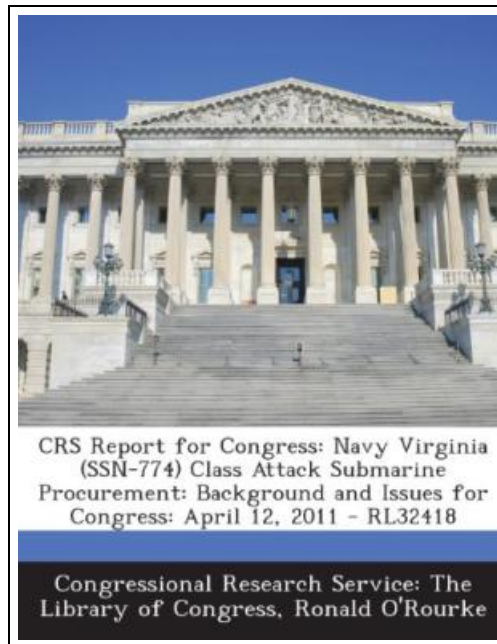 CRS Report for Congress: Navy Virginia
(SSN-774) Class Attack Submarine
Procurement: Background and Issues for
Congress: April 12, 2011 - RL32418
Congressional Research Service: The
Library of Congress, Ronald O'Rourke